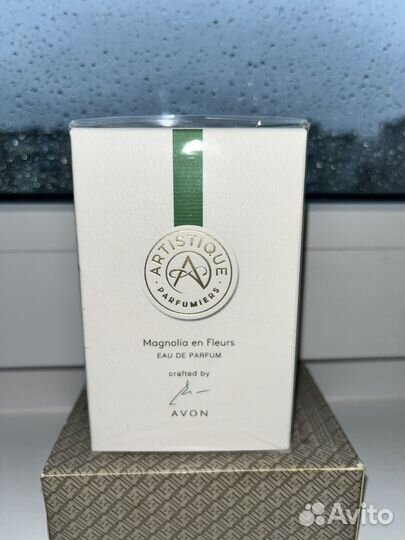 ARTISTIQUE
PARFUMIERS
Magnolia en Fleurs
EAU DE PARFUM
crafted by
AVON
Avito